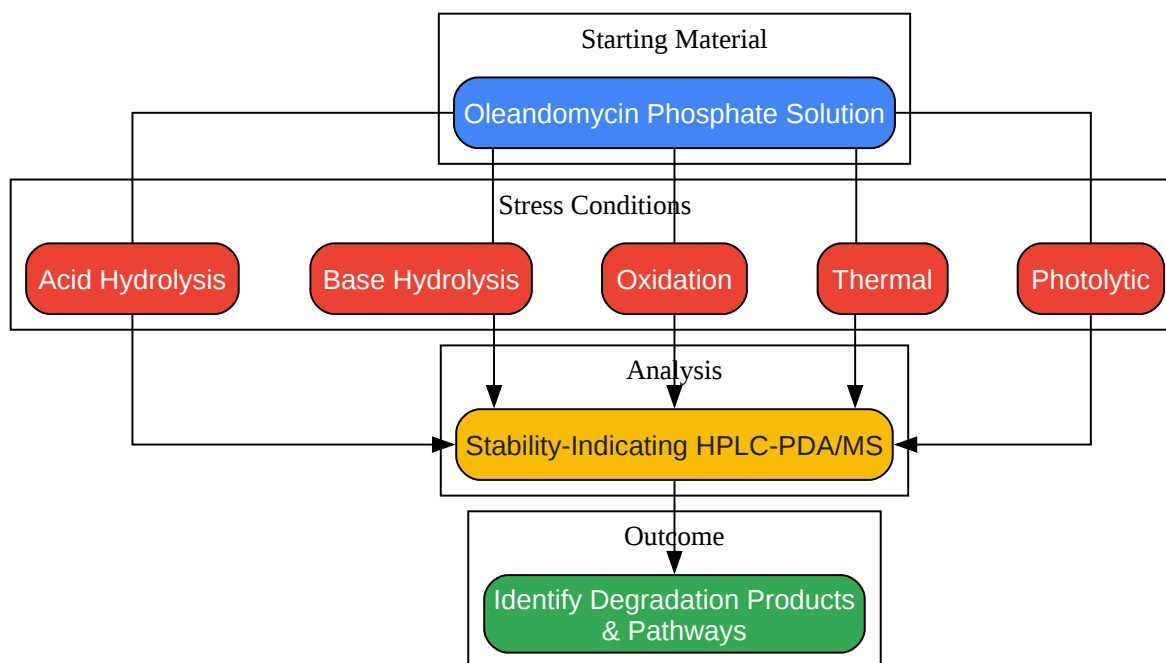 Starting Material
Oleandomycin Phosphate Solution
Stress Conditions
Acid Hydrolysis
Base Hydrolysis
Oxidation
Thermal
Photolytic
Analysis
Stability-Indicating HPLC-PDA/MS
Outcome
Identify Degradation Products
& Pathways